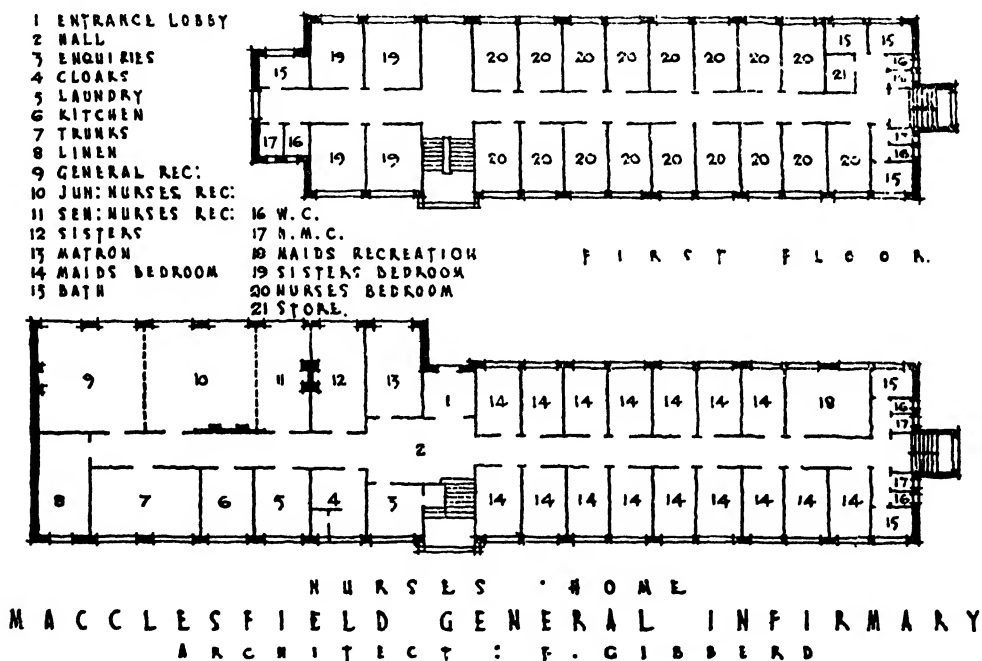 1 ENTRANCE LOBBY
2 HALL
3 ENQUIRIES
4 CLOAKS
5 LAUNDRY
6 KITCHEN
7 TRUNKS
8 LINEN
9 GENERAL REC:
10 JUN: NURSES REC:
11 SEN: NURSES REC:
12 SISTERS
13 MATRON
14 MAIDS BEDROOM
15 BATH
16 W.C.
17 H.M.C.
18 MAIDS RECREATION
19 SISTERS BEDROOM
20 NURSES BEDROOM
21 STORE.
15 19 19 20 20 20 20 20 20 20 20 15 15
21 16
17 16 19 19 20 20 20 20 20 20 20 20 20 15
FIRST FLOOR.
9 10 11 12 13 1 14 14 14 14 14 14 14 18 15
16
17
2
8 7 6 5 4 3 14 14 14 14 14 14 14 14 14 17
16
15
NURSES HOME
MACCLESFIELD GENERAL INFIRMARY
ARCHITECT : F. GIBBERD